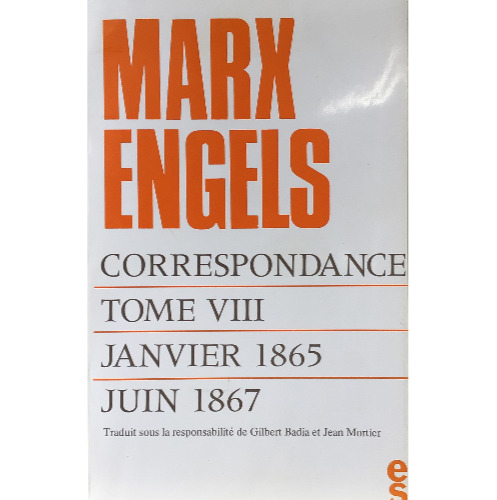 MARX
ENGELS
CORRESPONDANCE
TOME VIII
JANVIER 1865
JUIN 1867
Traduit sous la responsabilité de Gilbert Badia et Jean Mortier
es